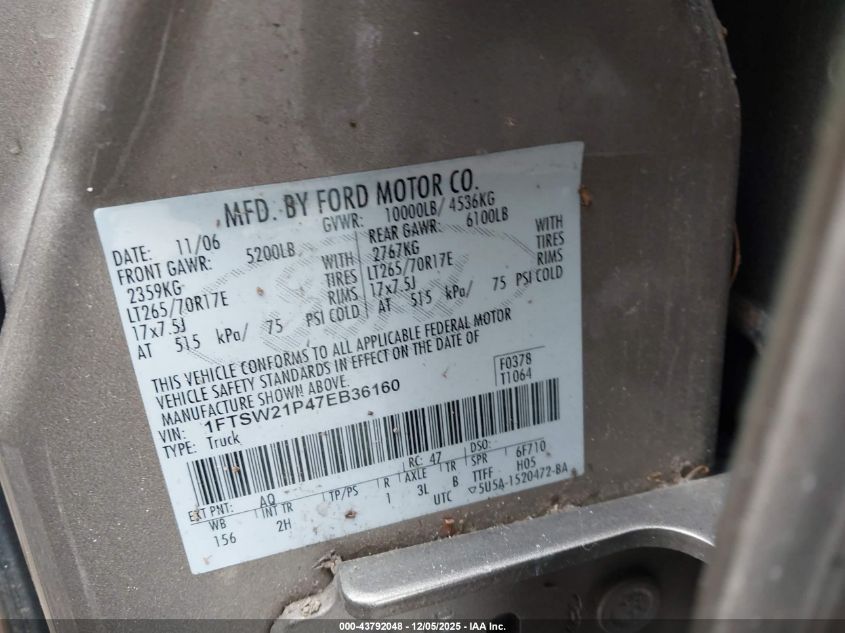 MFD. BY FORD MOTOR CO.
DATE: 11/06 GVWR: 10000LB/ 4536KG
FRONT GAWR: 5200LB REAR GAWR: 6100LB
2359KG WITH 2767KG WITH
LT265/70R17E TIRES LT265/70R17E TIRES
17x7.5J RIMS 17x7.5J RIMS
AT 515 kPa/ 75 PSI COLD AT 515 kPa/ 75 PSI COLD
THIS VEHICLE CONFORMS TO ALL APPLICABLE FEDERAL MOTOR
VEHICLE SAFETY STANDARDS IN EFFECT ON THE DATE OF
MANUFACTURE SHOWN ABOVE.
VIN: 1FTSW21P47EB36160 F0378
TYPE: Truck T1064
RC: 47 DSO:
EXT PNT: AQ 6F710
WB INT TR TP/PS R AXLE TR SPR H05
156 2H 1 3L B TTFF
UTC ▽5U5A-1520472-BA
000-43792048 - 12/05/2025 - IAA Inc.